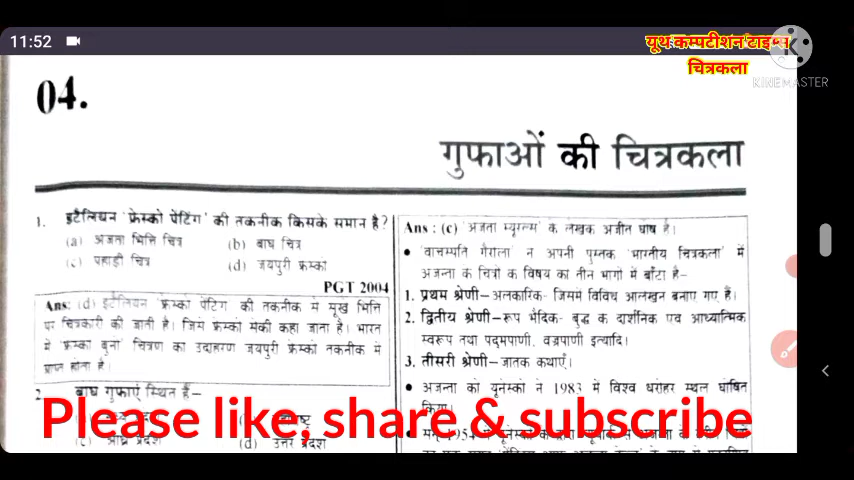 11:52
यूथ कम्पटीशन टाइम्स
चित्रकला
KINEMASTER
04.
गुफाओं की चित्रकला
1. इटैलियन 'फ्रेस्को पेंटिंग' की तकनीक किसके समान है?
(a) अजंता भित्ति चित्र (b) बाघ चित्र
(c) पहाड़ी चित्र (d) जयपुरी फ्रेस्को
PGT 2004
Ans: (d) इटैलियन 'फ्रेस्को पेंटिंग' की तकनीक में सूखे भित्ति
पर चित्रकारी की जाती है। जिसे फ्रेस्को सेको कहा जाता है। भारत
में 'फ्रेस्को बुनो' चित्रण का उदाहरण जयपुरी फ्रेस्को तकनीक में
प्राप्त होता है।
2. बाघ गुफाएं स्थित हैं–
(c) आंध्र प्रदेश (d) उत्तर प्रदेश
Ans : (c) 'अजंता म्यूरल्स' के लेखक अजीत घोष है।
• 'वाचस्पति गैरोला' ने अपनी पुस्तक 'भारतीय चित्रकला' में
अजन्ता के चित्रों के विषय को तीन भागों में बाँटा है–
1. प्रथम श्रेणी–अलंकारिक- जिसमें विविध आलेखन बनाए गए हैं।
2. द्वितीय श्रेणी–रूप भैदिक- बुद्ध के दार्शनिक एवं आध्यात्मिक
स्वरूप तथा पद्मपाणी, वज्रपाणी इत्यादि।
3. तीसरी श्रेणी–जातक कथाएँ।
• अजन्ता को यूनेस्को ने 1983 में विश्व धरोहर स्थल घोषित
किया।
Please like, share & subscribe